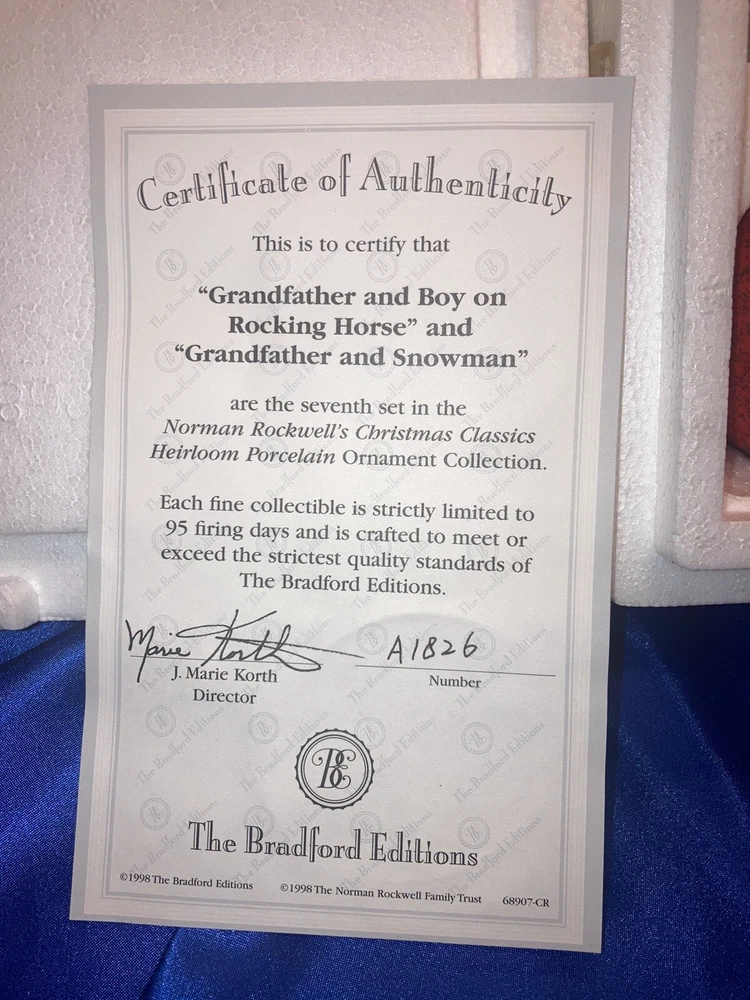 Certificate of Authenticity
This is to certify that
“Grandfather and Boy on
Rocking Horse” and
“Grandfather and Snowman”
are the seventh set in the
Norman Rockwell's Christmas Classics
Heirloom Porcelain Ornament Collection.
Each fine collectible is strictly limited to
95 firing days and is crafted to meet or
exceed the strictest quality standards of
The Bradford Editions.
Marie Korth
A1826
J. Marie Korth
Number
Director
BE
The Bradford Editions
©1998 The Bradford Editions ©1998 The Norman Rockwell Family Trust 68907-CR